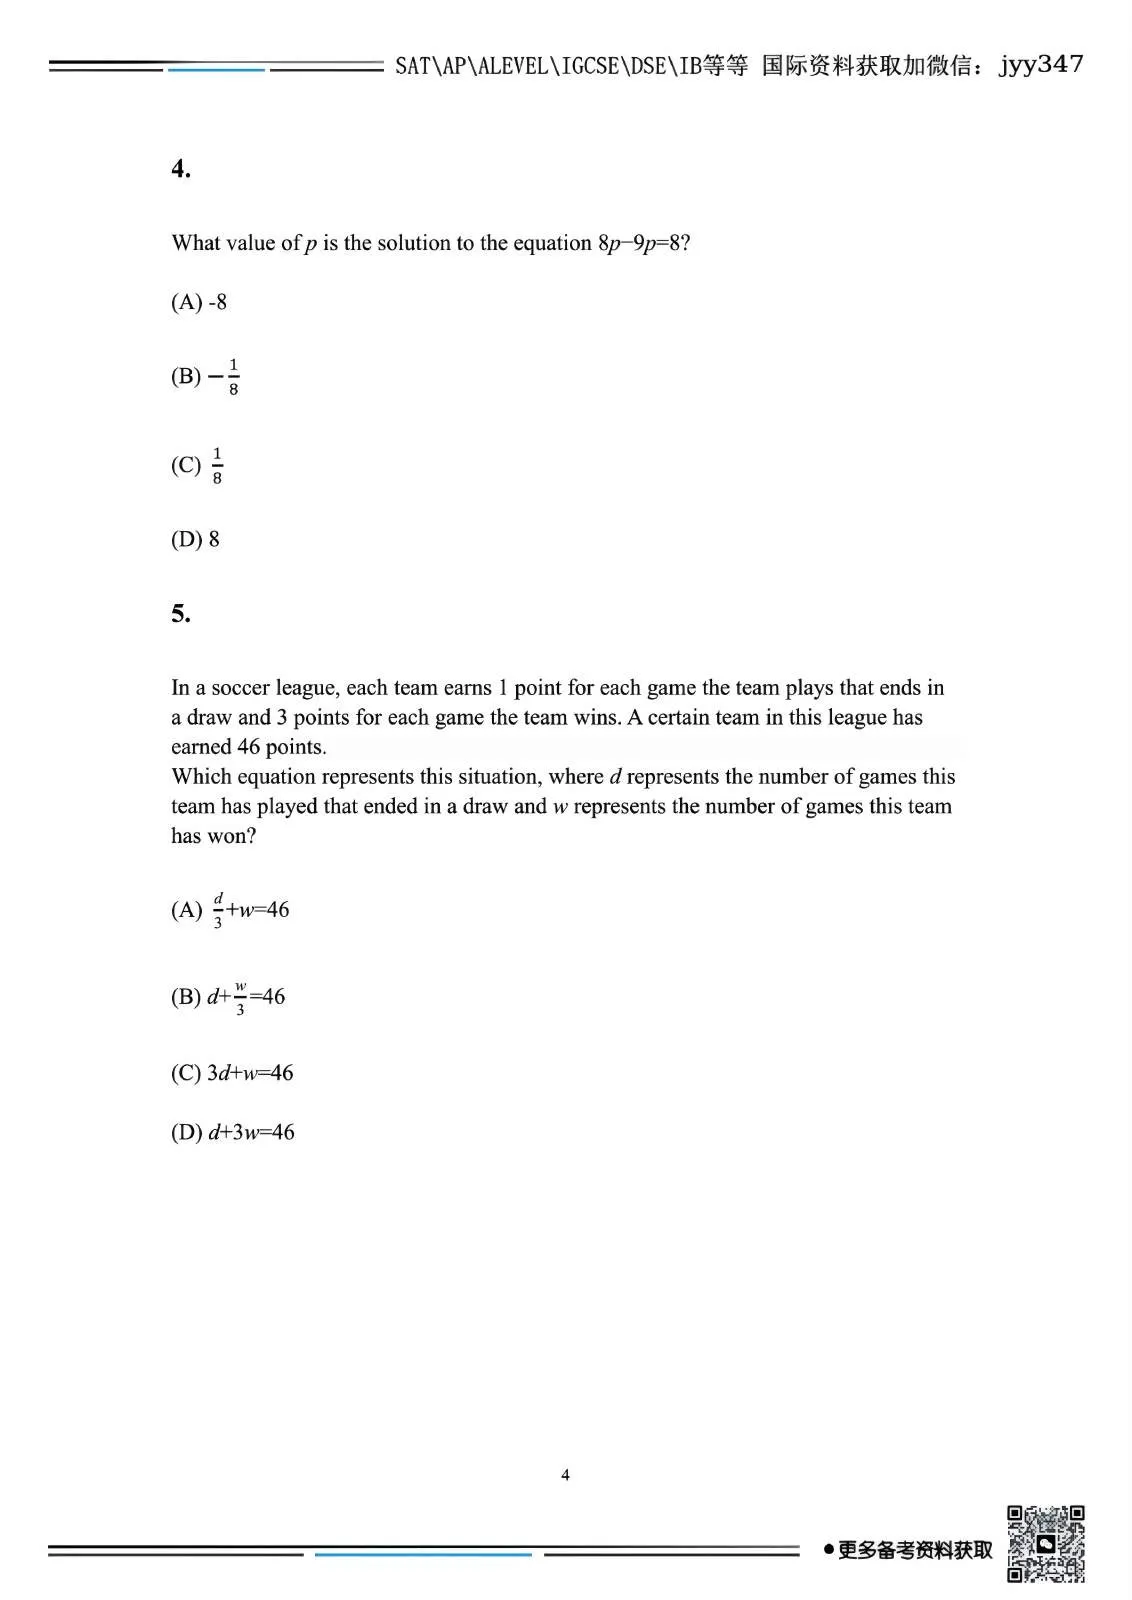 SAT\AP\ALEVEL\IGCSE\DSE\IB等等 国际资料获取加微信：jyy347
4.
What value of p is the solution to the equation 8p−9p=8?
(A) -8
(B) −1/8
(C) 1/8
(D) 8
5.
In a soccer league, each team earns 1 point for each game the team plays that ends in
a draw and 3 points for each game the team wins. A certain team in this league has
earned 46 points.
Which equation represents this situation, where d represents the number of games this
team has played that ended in a draw and w represents the number of games this team
has won?
(A) d/3+w=46
(B) d+w/3=46
(C) 3d+w=46
(D) d+3w=46
4
●更多备考资料获取